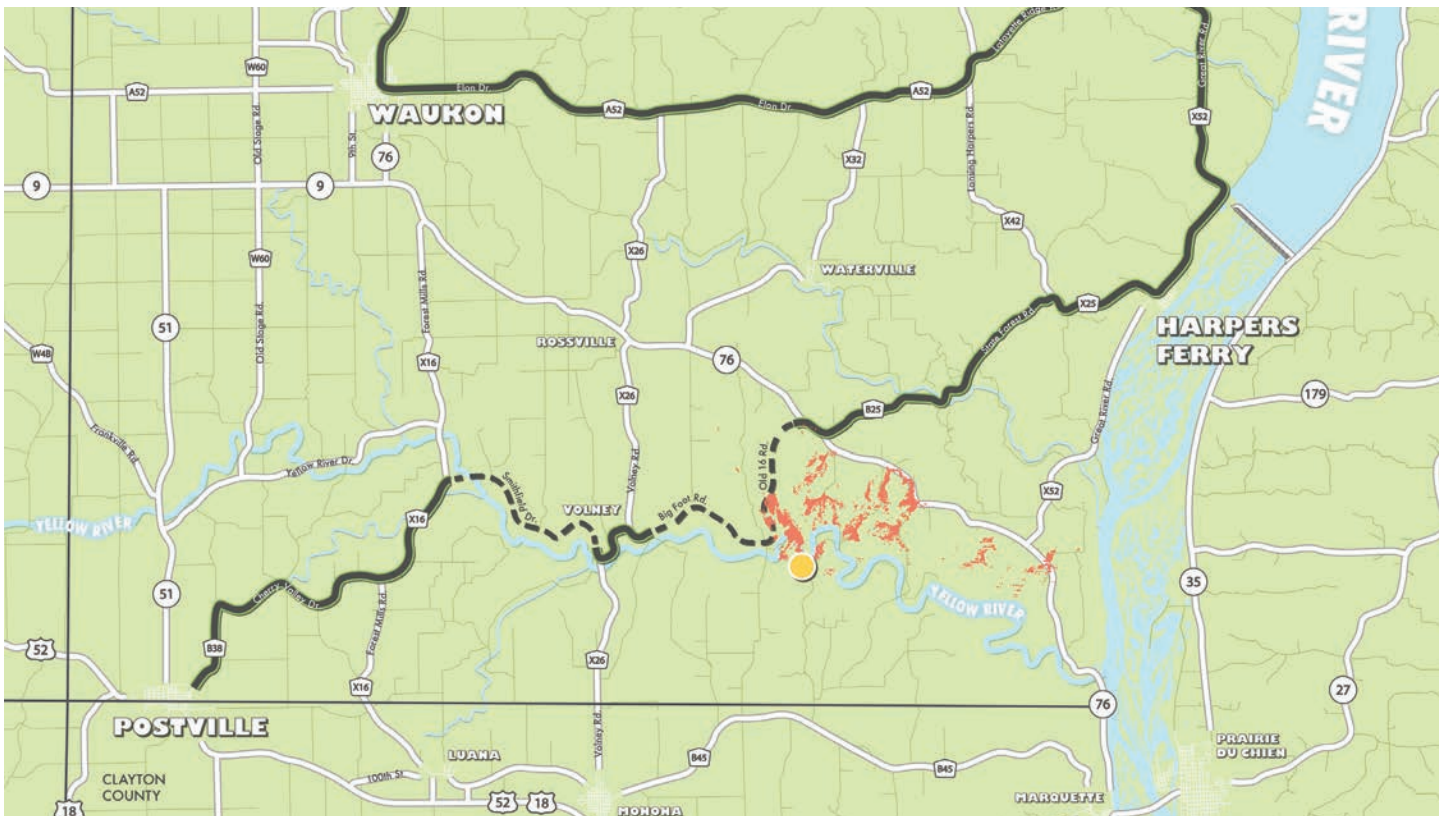 Lafayette Ridge
RIVER
Great River Rd.
W60
A52
Elon Dr.
WAUKON
A52
Elon Dr.
A52
X52
Old Stage Rd.
9th St.
76
X32
Lansing Harpers Rd.
9
9
X42
W60
X26
WATERVILLE
Forest Mills Rd.
X25
51
Old Stage Rd.
State Forest Rd.
HARPERS
FERRY
ROSSVILLE
W4B
X16
76
X26
179
B25
Great River Rd.
Frankville Rd.
Yellow River Dr.
Volney Rd.
Old 16 Rd.
Smithfield Dr.
X52
VOLNEY
Big Foot Rd.
YELLOW RIVER
X16
51
Cherry Valley Dr.
35
YELLOW RIVER
Forest Mills Rd.
52
B38
X26
X16
27
76
POSTVILLE
Volney Rd.
PRAIRIE
DU CHIEN
LUANA
B45
B45
CLAYTON
COUNTY
100th St
MARQUETTE
52
18
18
MONONA